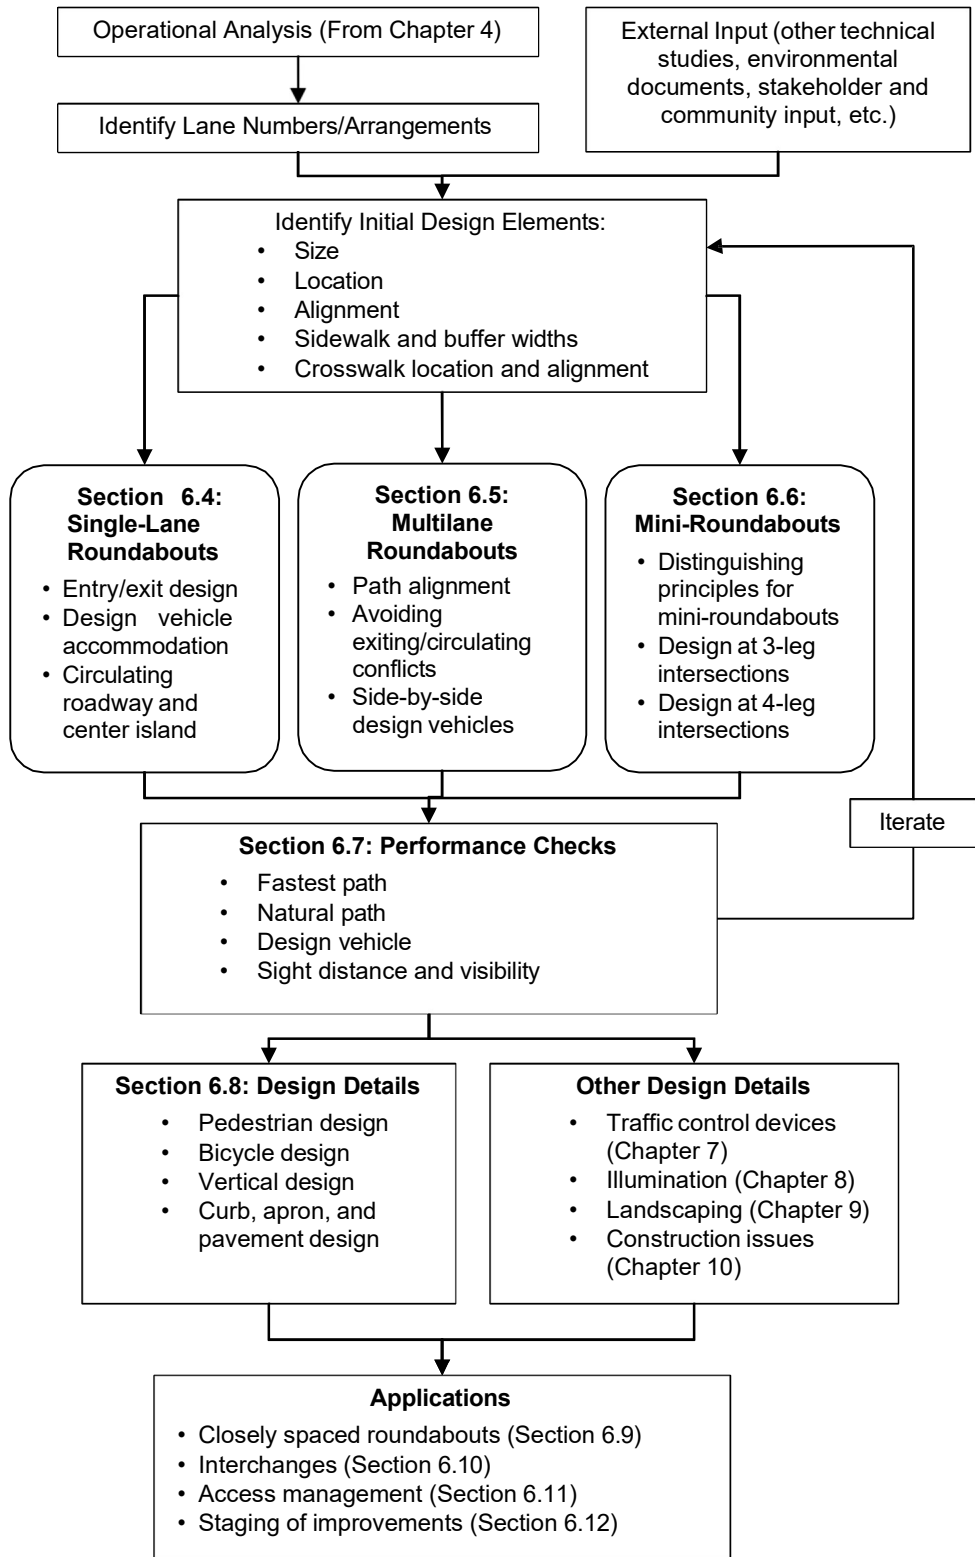 Operational Analysis (From Chapter 4)
External Input (other technical
studies, environmental
documents, stakeholder and
community input, etc.)
Identify Lane Numbers/Arrangements
Identify Initial Design Elements:
• Size
• Location
• Alignment
• Sidewalk and buffer widths
• Crosswalk location and alignment
Section 6.4:
Single-Lane
Roundabouts
• Entry/exit design
• Design vehicle
accommodation
• Circulating
roadway and
center island
Section 6.5:
Multilane
Roundabouts
• Path alignment
• Avoiding
exiting/circulating
conflicts
• Side-by-side
design vehicles
Section 6.6:
Mini-Roundabouts
• Distinguishing
principles for
mini-roundabouts
• Design at 3-leg
intersections
• Design at 4-leg
intersections
Iterate
Section 6.7: Performance Checks
• Fastest path
• Natural path
• Design vehicle
• Sight distance and visibility
Section 6.8: Design Details
• Pedestrian design
• Bicycle design
• Vertical design
• Curb, apron, and
pavement design
Other Design Details
• Traffic control devices
(Chapter 7)
• Illumination (Chapter 8)
• Landscaping (Chapter 9)
• Construction issues
(Chapter 10)
Applications
• Closely spaced roundabouts (Section 6.9)
• Interchanges (Section 6.10)
• Access management (Section 6.11)
• Staging of improvements (Section 6.12)